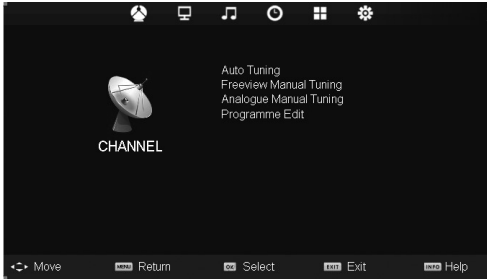 Auto Tuning
Freeview Manual Tuning
Analogue Manual Tuning
Programme Edit
CHANNEL
Move MENU Return OK Select EXIT Exit INFO Help